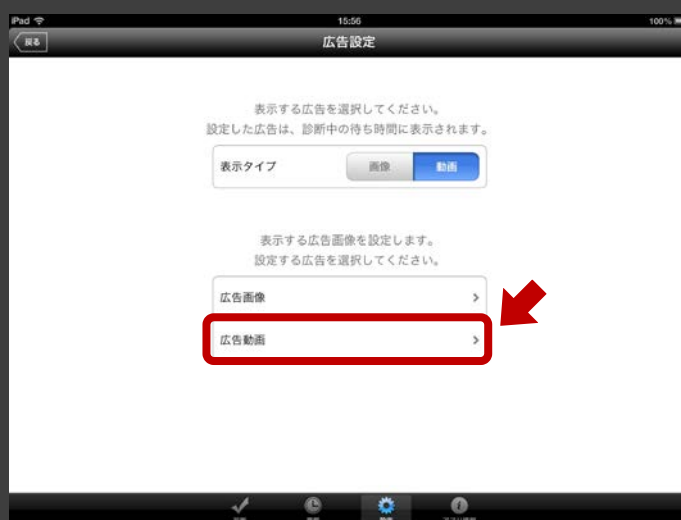 iPad 15:56 100%
戻る 広告設定
表示する広告を選択してください。
設定した広告は、診断中の待ち時間に表示されます。
表示タイプ 画像 動画
表示する広告画像を設定します。
設定する広告を選択してください。
広告画像
広告動画